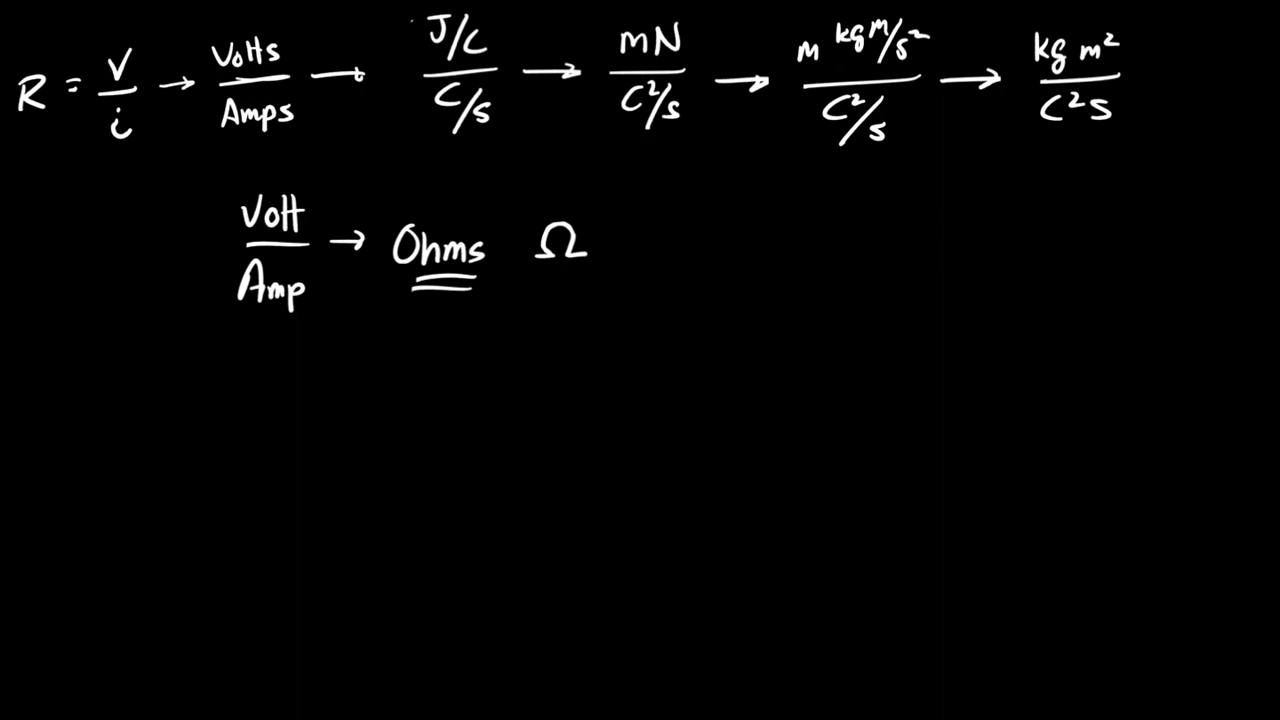 R = V/i → Volts/Amps → J/C / C/s → mN / C²/s → m kg m/s² / C²/s → kg m² / C² s
Volt/Amp → Ohms Ω